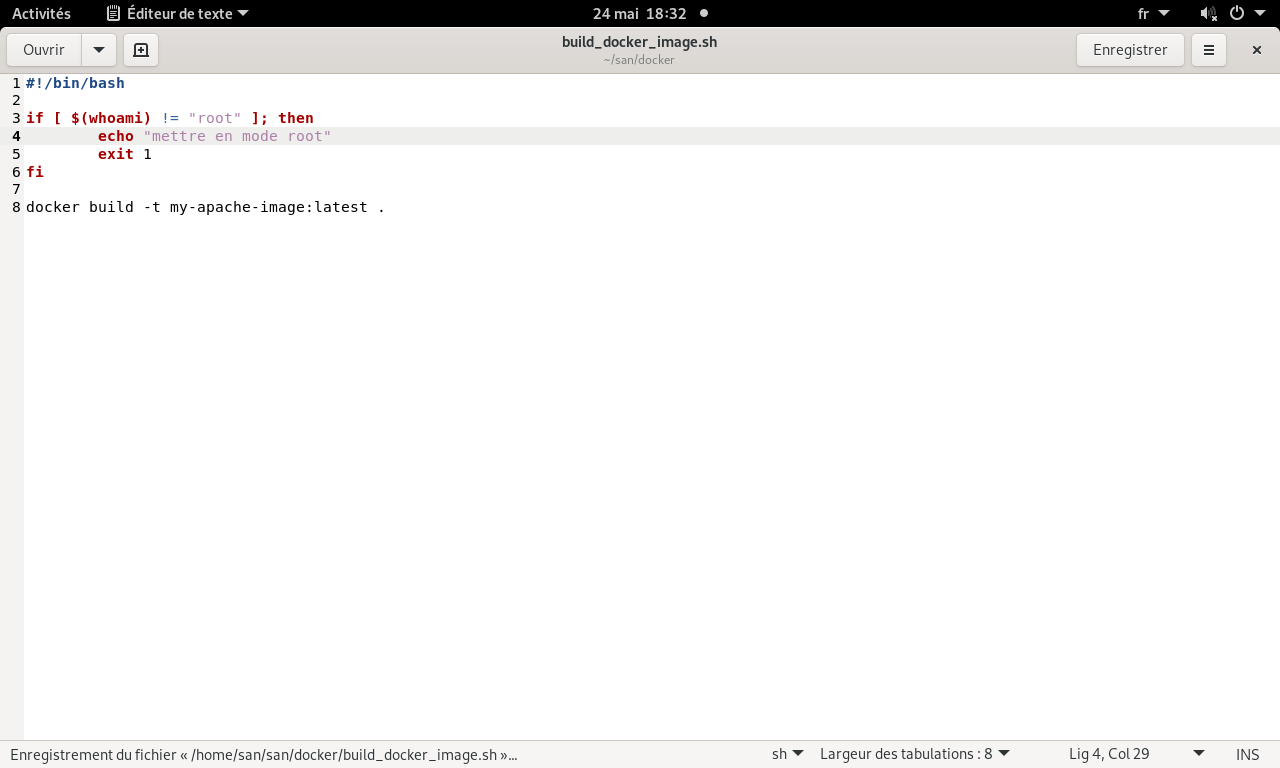 Activités Éditeur de texte 24 mai 18:32 fr
Ouvrir build_docker_image.sh Enregistrer
~/san/docker
1 #!/bin/bash
2
3 if [ $(whoami) != "root" ]; then
4 echo "mettre en mode root"
5 exit 1
6 fi
7
8 docker build -t my-apache-image:latest .
Enregistrement du fichier « /home/san/san/docker/build_docker_image.sh »… sh Largeur des tabulations : 8 Lig 4, Col 29 INS